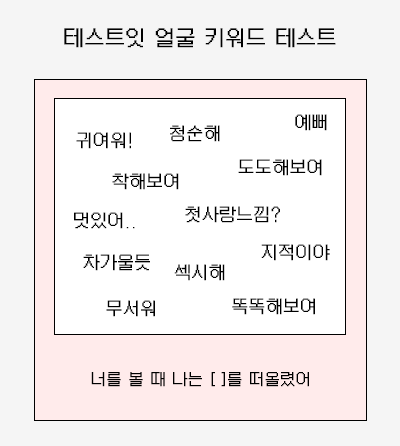 테스트잇 얼굴 키워드 테스트
예뻐
청순해
귀여워!
도도해보여
착해보여
첫사랑느낌?
멋있어..
지적이야
차가울듯
섹시해
무서워
똑똑해보여
너를 볼 때 나는 [ ]를 떠올렸어